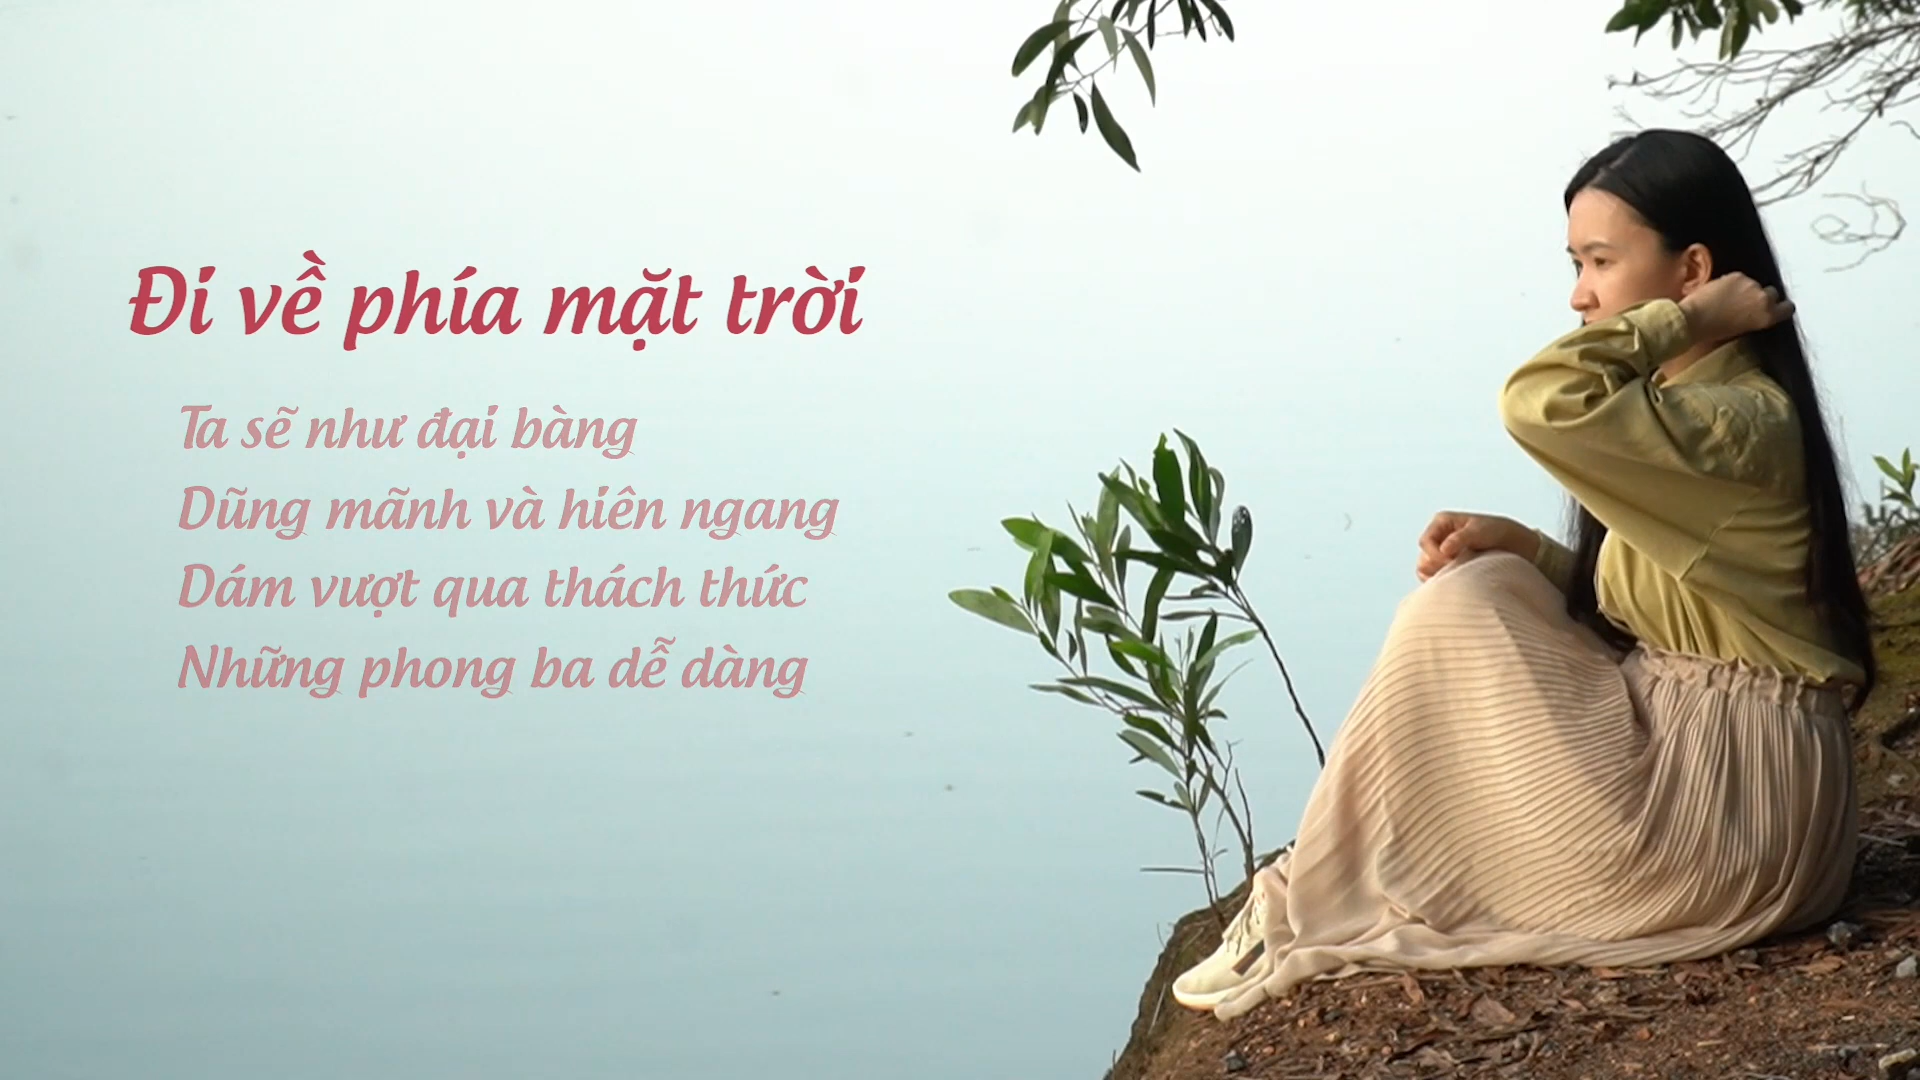 Đi về phía mặt trời
Ta sẽ như đại bàng
Dũng mãnh và hiên ngang
Dám vượt qua thách thức
Những phong ba dễ dàng